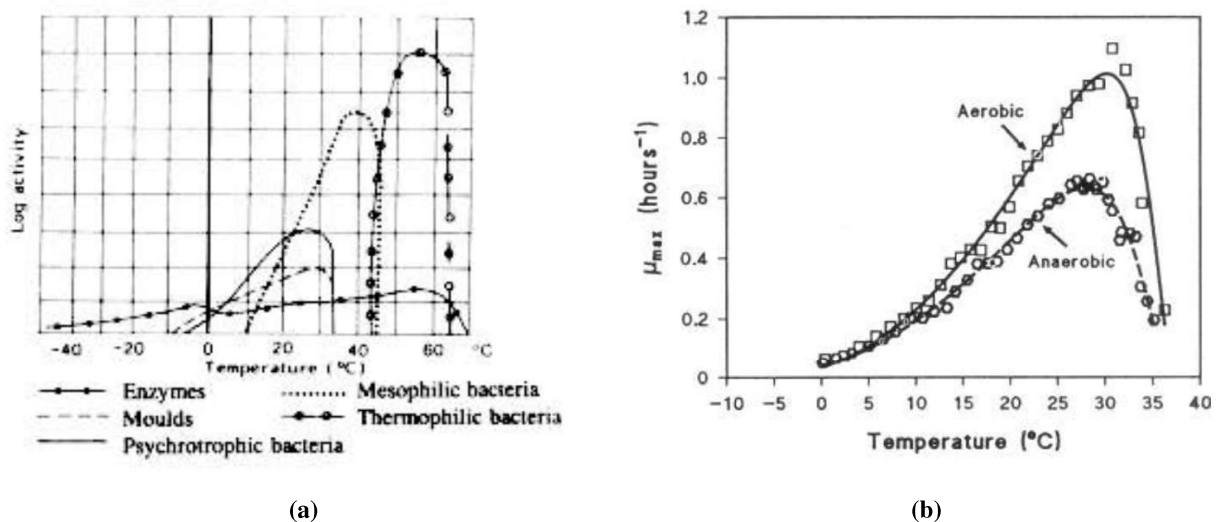 Log activity
-40 -20 0 20 40 60 °C
Temperature (°C)
Enzymes
Mesophilic bacteria
Moulds
Thermophilic bacteria
Psychrotrophic bacteria
(a)
μmax (hours⁻¹)
1.2
1.0
0.8
0.6
0.4
0.2
0
Aerobic
Anaerobic
−10 −5 0 5 10 15 20 25 30 35 40
Temperature (°C)
(b)